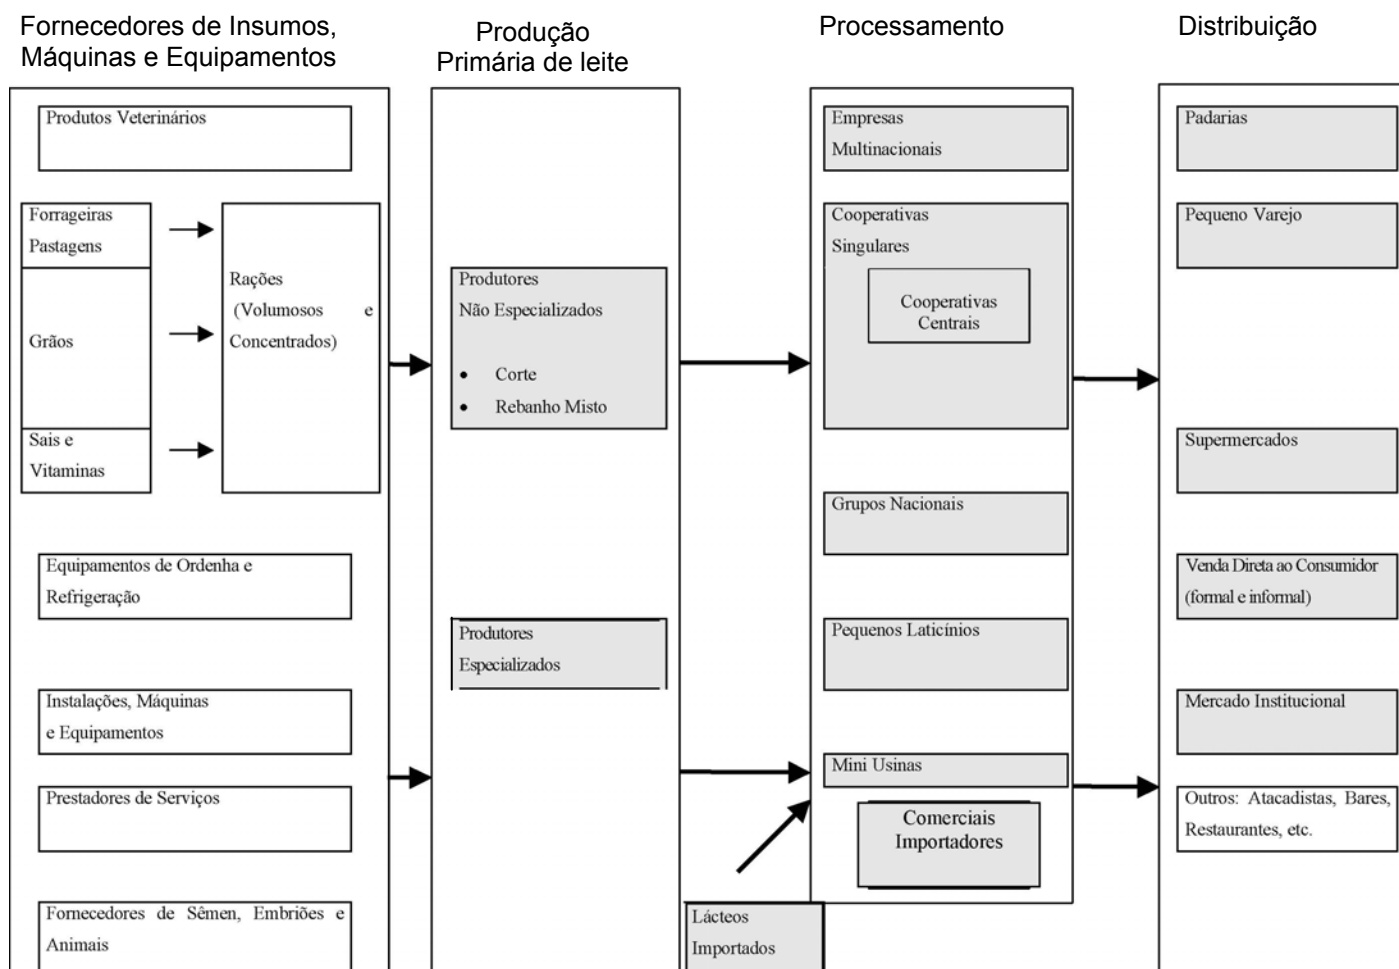 Fornecedores de Insumos,
Máquinas e Equipamentos
Produção
Primária de leite
Processamento
Distribuição
Produtos Veterinários
Forrageiras
Pastagens
Grãos
Sais e
Vitaminas
Rações
(Volumosos e
Concentrados)
Equipamentos de Ordenha e
Refrigeração
Instalações, Máquinas
e Equipamentos
Prestadores de Serviços
Fornecedores de Sêmen, Embriões e
Animais
Produtores
Não Especializados
• Corte
• Rebanho Misto
Produtores
Especializados
Lácteos
Importados
Empresas
Multinacionais
Cooperativas
Singulares
Cooperativas
Centrais
Grupos Nacionais
Pequenos Laticínios
Mini Usinas
Comerciais
Importadores
Padarias
Pequeno Varejo
Supermercados
Venda Direta ao Consumidor
(formal e informal)
Mercado Institucional
Outros: Atacadistas, Bares,
Restaurantes, etc.